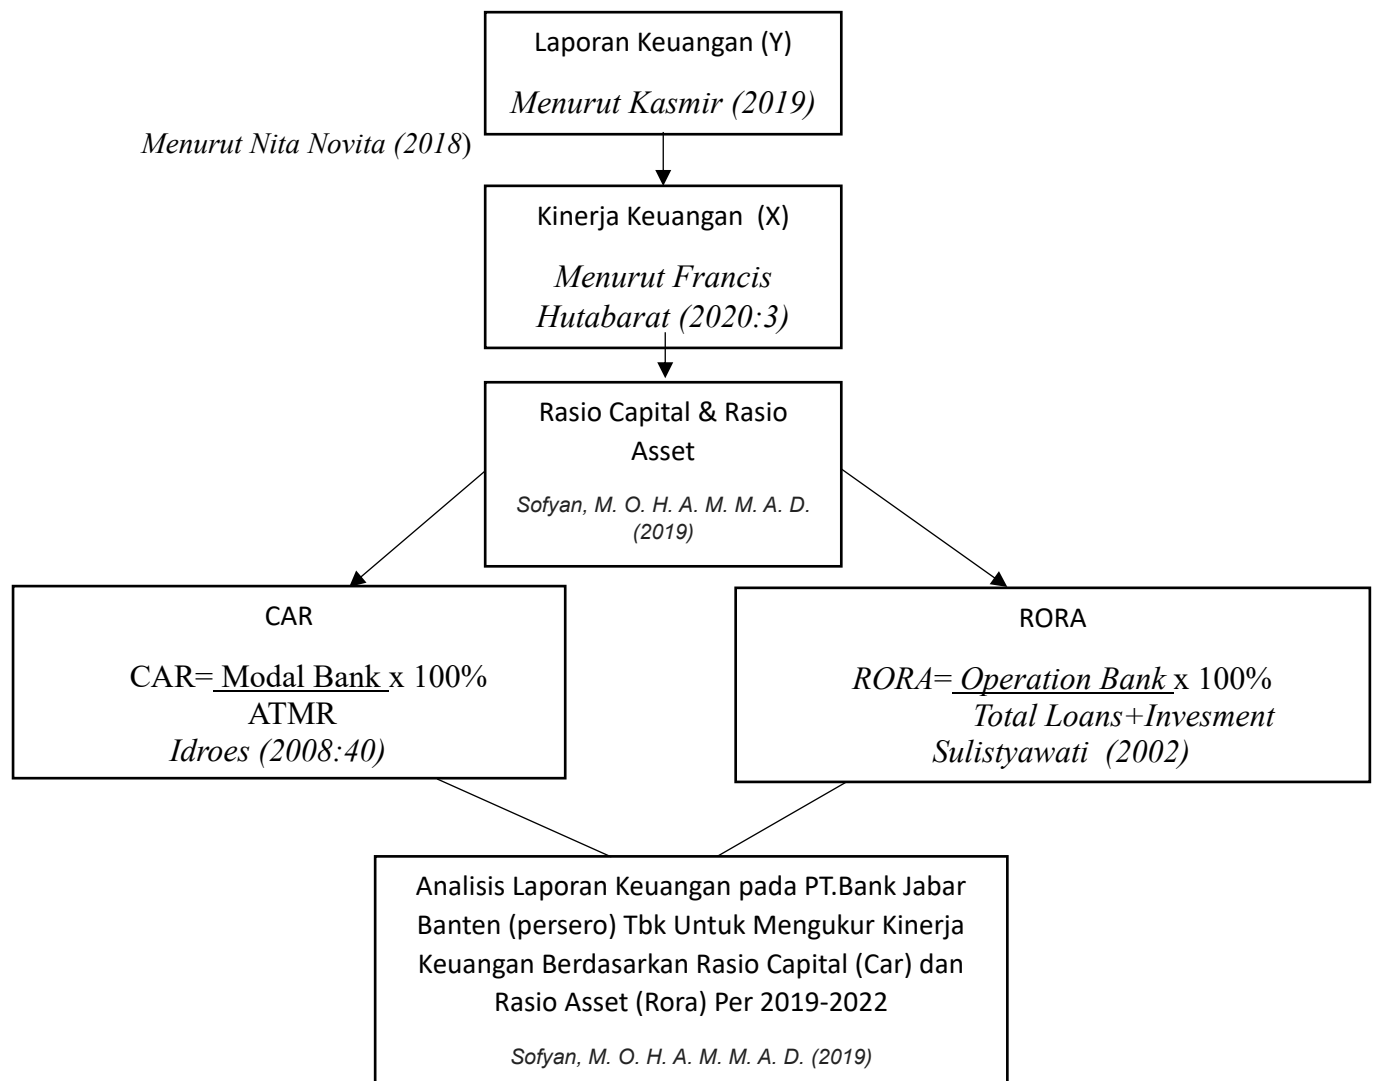 Laporan Keuangan (Y)
Menurut Kasmir (2019)
Menurut Nita Novita (2018)
Kinerja Keuangan  (X)
Menurut Francis
Hutabarat (2020:3)
Rasio Capital & Rasio
Asset
Sofyan, M. O. H. A. M. M. A. D.
(2019)
CAR
CAR= Modal Bank x 100%
ATMR
Idroes (2008:40)
RORA
RORA= Operation Bank x 100%
Total Loans+Invesment
Sulistyawati  (2002)
Analisis Laporan Keuangan pada PT.Bank Jabar
Banten (persero) Tbk Untuk Mengukur Kinerja
Keuangan Berdasarkan Rasio Capital (Car) dan
Rasio Asset (Rora) Per 2019-2022
Sofyan, M. O. H. A. M. M. A. D. (2019)